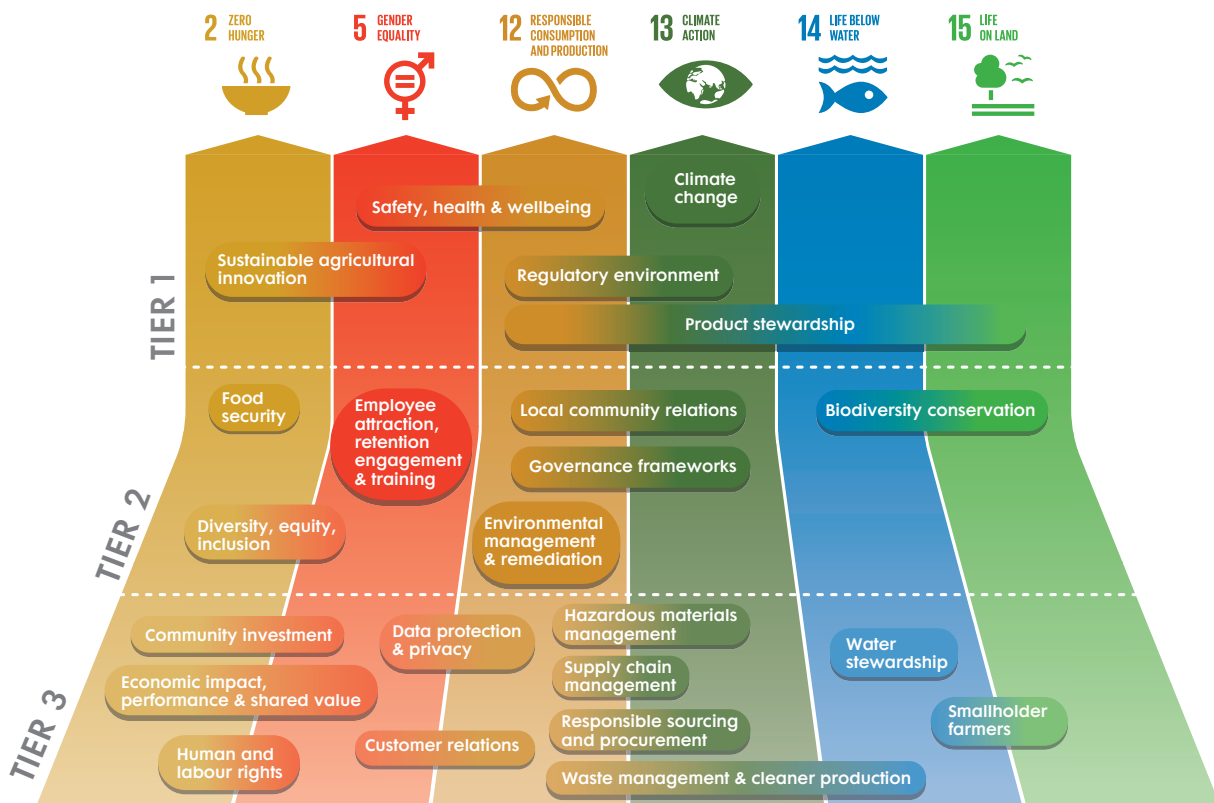 2 ZERO
HUNGER
5 GENDER
EQUALITY
12 RESPONSIBLE
CONSUMPTION
AND PRODUCTION
13 CLIMATE
ACTION
14 LIFE BELOW
WATER
15 LIFE
ON LAND
TIER 1
Climate
change
Safety, health & wellbeing
Sustainable agricultural
innovation
Regulatory environment
Product stewardship
TIER 2
Food
security
Employee
attraction,
retention
engagement
& training
Local community relations
Biodiversity conservation
Governance frameworks
Diversity, equity,
inclusion
Environmental
management
& remediation
TIER 3
Community investment
Data protection
& privacy
Hazardous materials
management
Water
stewardship
Economic impact,
performance & shared value
Supply chain
management
Smallholder
farmers
Human and
labour rights
Customer relations
Responsible sourcing
and procurement
Waste management & cleaner production